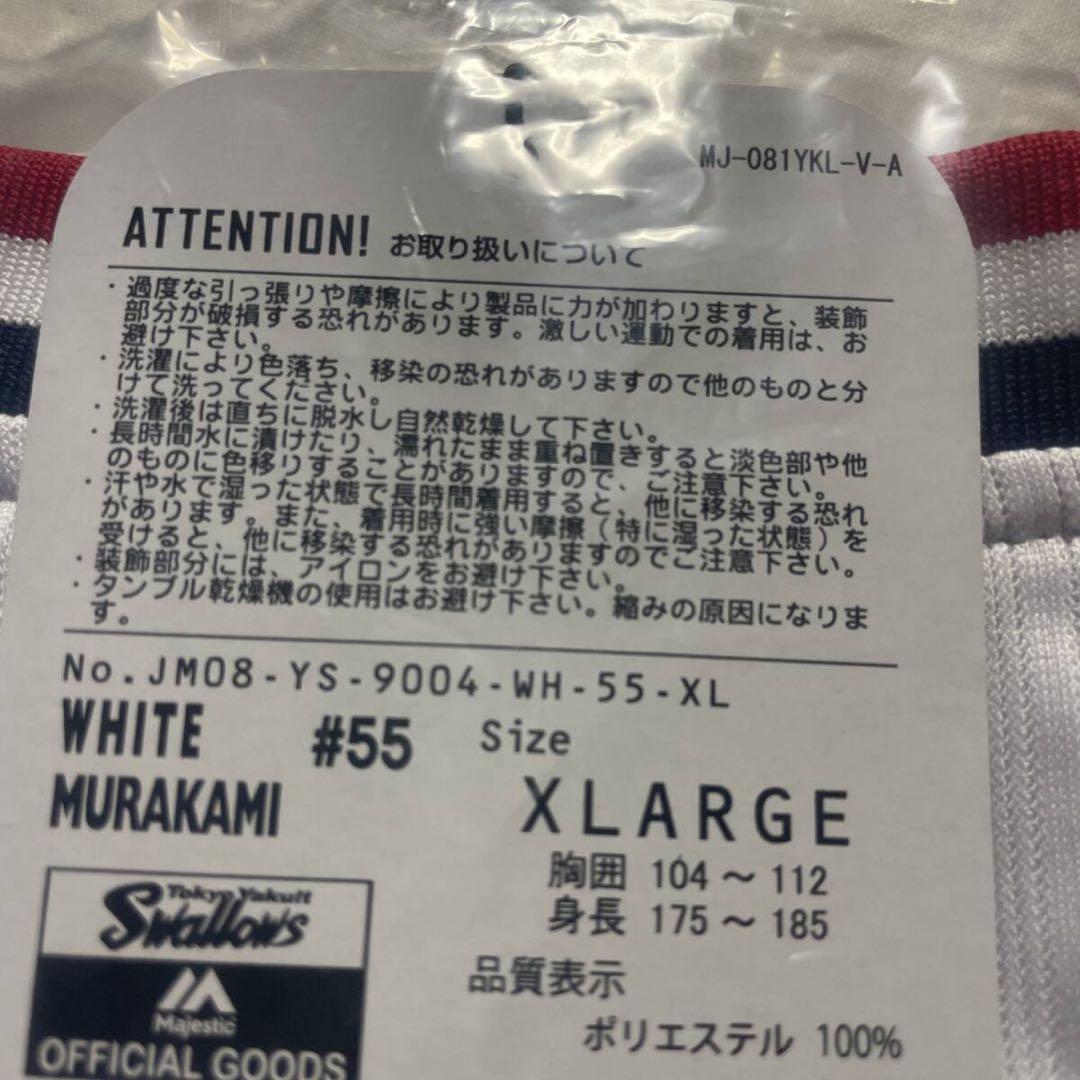 MJ-081YKL-V-A
ATTENTION! お取り扱いについて
・過度な引っ張りや摩擦により製品に力が加わりますと、装飾
部分が破損する恐れがあります。激しい運動での着用は、お
避け下さい。
・洗濯により色落ち、移染の恐れがありますので他のものと分
けて洗ってください。
・洗濯後は直ちに脱水し自然乾燥して下さい。
・長時間水に漬けたり、濡れたまま重ね置きすると淡色部や他
のものに色移りすることがありますので、ご注意下さい。
・汗や水で湿った状態で長時間着用すると、他に移染する恐れ
があります。また、着用時に強い摩擦（特に湿った状態）を
受けると、他に移染する恐れがありますのでご注意下さい。
・装飾部分には、アイロンをお避け下さい。
・タンブル乾燥機の使用はお避け下さい。縮みの原因になりま
す。
No.JM08-YS-9004-WH-55-XL
WHITE #55 Size
MURAKAMI XLARGE
胸囲 104～112
身長 175～185
品質表示
ポリエステル 100%
Tokyo Yakult
Swallows
Majestic
OFFICIAL GOODS